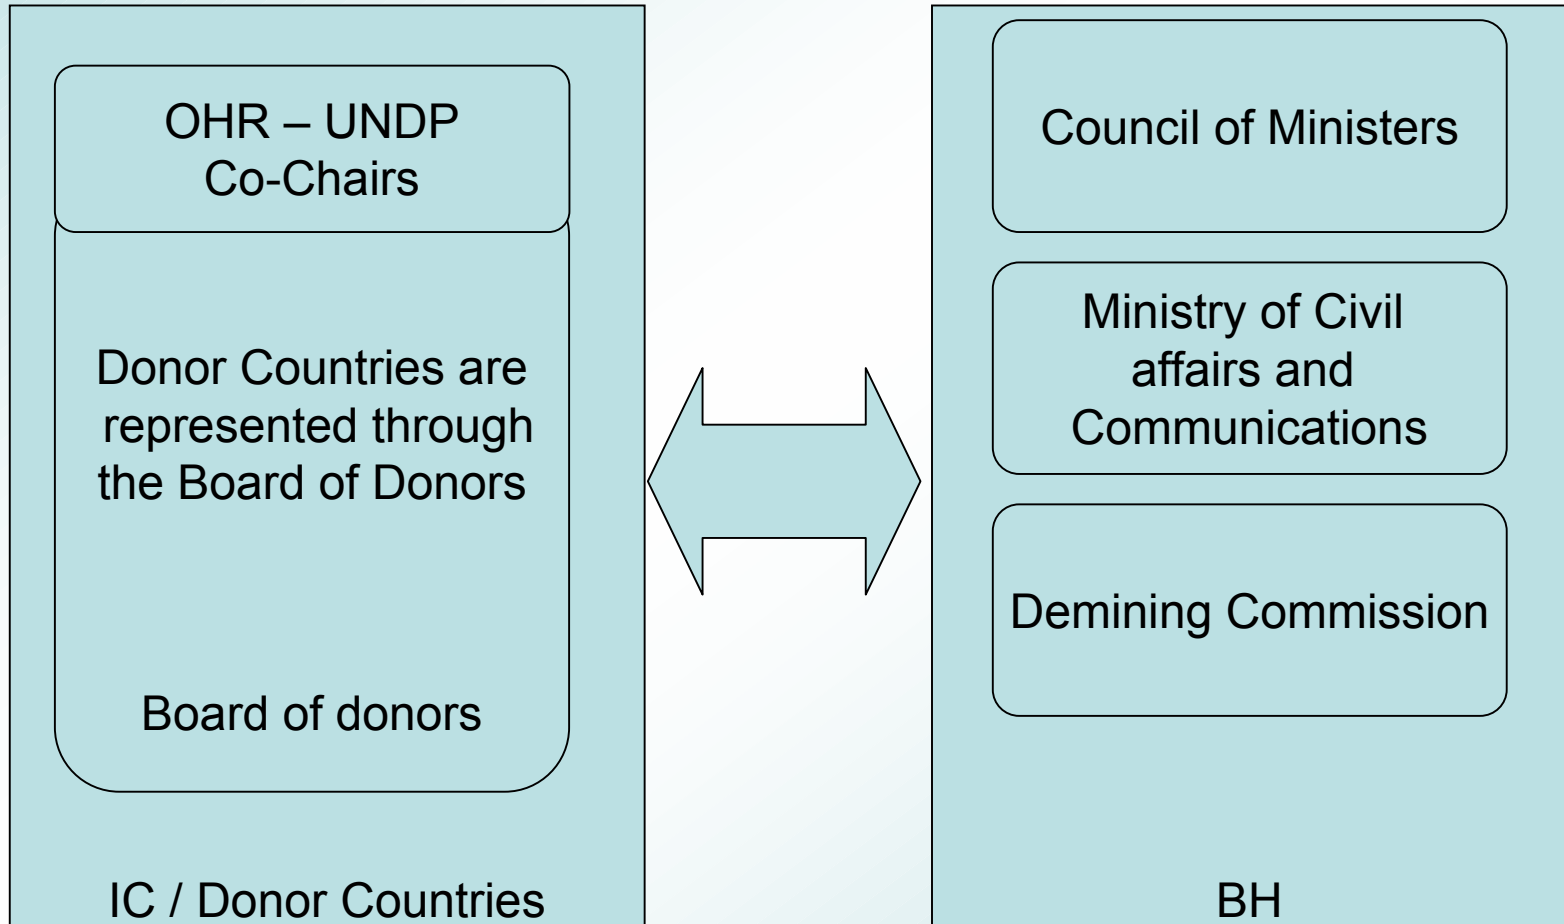 OHR – UNDP
Co-Chairs
Donor Countries are
represented through
the Board of Donors
Board of donors
IC / Donor Countries
Council of Ministers
Ministry of Civil
affairs and
Communications
Demining Commission
BH